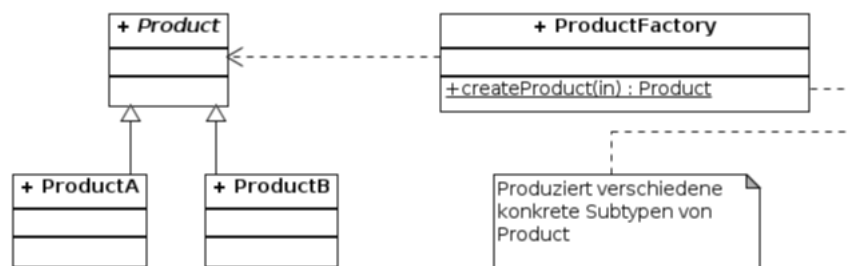 + Product
+ ProductFactory
+createProduct(in) : Product
+ ProductA
+ ProductB
Produziert verschiedene
konkrete Subtypen von
Product